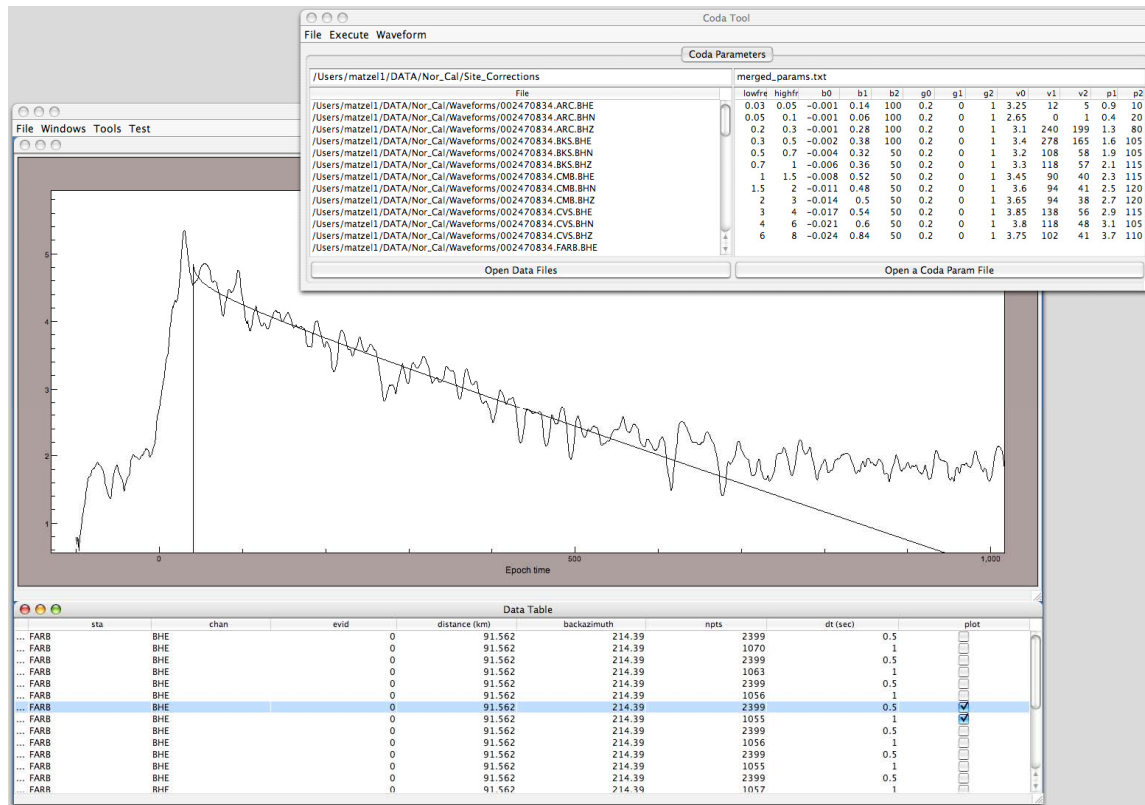 Coda Tool
File Execute Waveform
Coda Parameters
/Users/matzel1/DATA/Nor_Cal/Site_Corrections
merged_params.txt
File
/Users/matzel1/DATA/Nor_Cal/Waveforms/002470834.ARC.BHE
/Users/matzel1/DATA/Nor_Cal/Waveforms/002470834.ARC.BHN
/Users/matzel1/DATA/Nor_Cal/Waveforms/002470834.ARC.BHZ
/Users/matzel1/DATA/Nor_Cal/Waveforms/002470834.BKS.BHE
/Users/matzel1/DATA/Nor_Cal/Waveforms/002470834.BKS.BHN
/Users/matzel1/DATA/Nor_Cal/Waveforms/002470834.BKS.BHZ
/Users/matzel1/DATA/Nor_Cal/Waveforms/002470834.CMB.BHE
/Users/matzel1/DATA/Nor_Cal/Waveforms/002470834.CMB.BHN
/Users/matzel1/DATA/Nor_Cal/Waveforms/002470834.CMB.BHZ
/Users/matzel1/DATA/Nor_Cal/Waveforms/002470834.CVS.BHE
/Users/matzel1/DATA/Nor_Cal/Waveforms/002470834.CVS.BHN
/Users/matzel1/DATA/Nor_Cal/Waveforms/002470834.CVS.BHZ
/Users/matzel1/DATA/Nor_Cal/Waveforms/002470834.FARB.BHE
lowfre highfr b0 b1 b2 g0 g1 g2 v0 v1 v2 p1 p2
0.03 0.05 -0.001 0.14 100 0.2 0 1 3.25 12 5 0.9 10
0.05 0.1 -0.001 0.06 100 0.2 0 1 2.65 0 1 0.4 20
0.2 0.3 -0.001 0.28 100 0.2 0 1 3.1 240 199 1.3 80
0.3 0.5 -0.002 0.38 100 0.2 0 1 3.4 278 165 1.6 105
0.5 0.7 -0.004 0.32 50 0.2 0 1 3.2 108 58 1.9 105
0.7 1 -0.006 0.36 50 0.2 0 1 3.3 118 57 2.1 115
1 1.5 -0.008 0.52 50 0.2 0 1 3.45 90 40 2.3 115
1.5 2 -0.011 0.48 50 0.2 0 1 3.6 94 41 2.5 120
2 3 -0.014 0.5 50 0.2 0 1 3.65 94 38 2.7 120
3 4 -0.017 0.54 50 0.2 0 1 3.85 138 56 2.9 115
4 6 -0.021 0.6 50 0.2 0 1 3.8 118 48 3.1 105
6 8 -0.024 0.84 50 0.2 0 1 3.75 102 41 3.7 110
Open Data Files
Open a Coda Param File
File Windows Tools Test
5
4
3
2
1
0 500 1,000
Epoch time
Data Table
sta chan evid distance (km) backazimuth npts dt (sec) plot
... FARB BHE 0 91.562 214.39 2399 0.5
... FARB BHE 0 91.562 214.39 1070 1
... FARB BHE 0 91.562 214.39 2399 0.5
... FARB BHE 0 91.562 214.39 1063 1
... FARB BHE 0 91.562 214.39 2399 0.5
... FARB BHE 0 91.562 214.39 1056 1
... FARB BHE 0 91.562 214.39 2399 0.5
... FARB BHE 0 91.562 214.39 1055 1
... FARB BHE 0 91.562 214.39 2399 0.5
... FARB BHE 0 91.562 214.39 1056 1
... FARB BHE 0 91.562 214.39 2399 0.5
... FARB BHE 0 91.562 214.39 1055 1
... FARB BHE 0 91.562 214.39 2399 0.5
... FARB BHE 0 91.562 214.39 1057 1